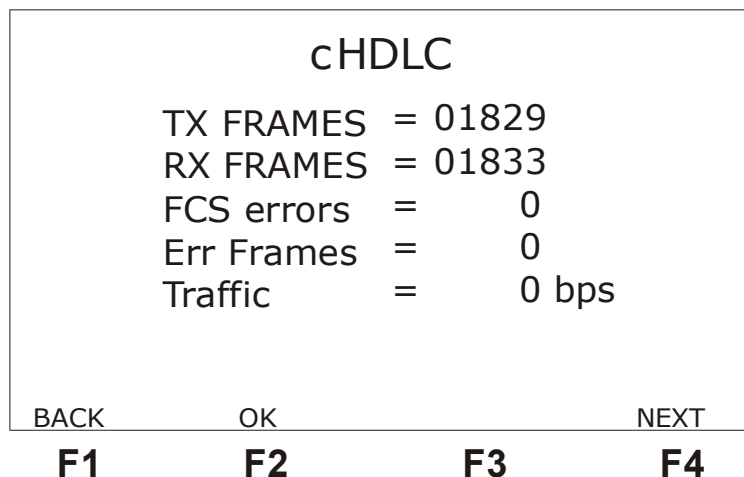 cHDLC
TX FRAMES = 01829
RX FRAMES = 01833
FCS errors = 0
Err Frames = 0
Traffic = 0 bps
BACK OK NEXT
F1 F2 F3 F4